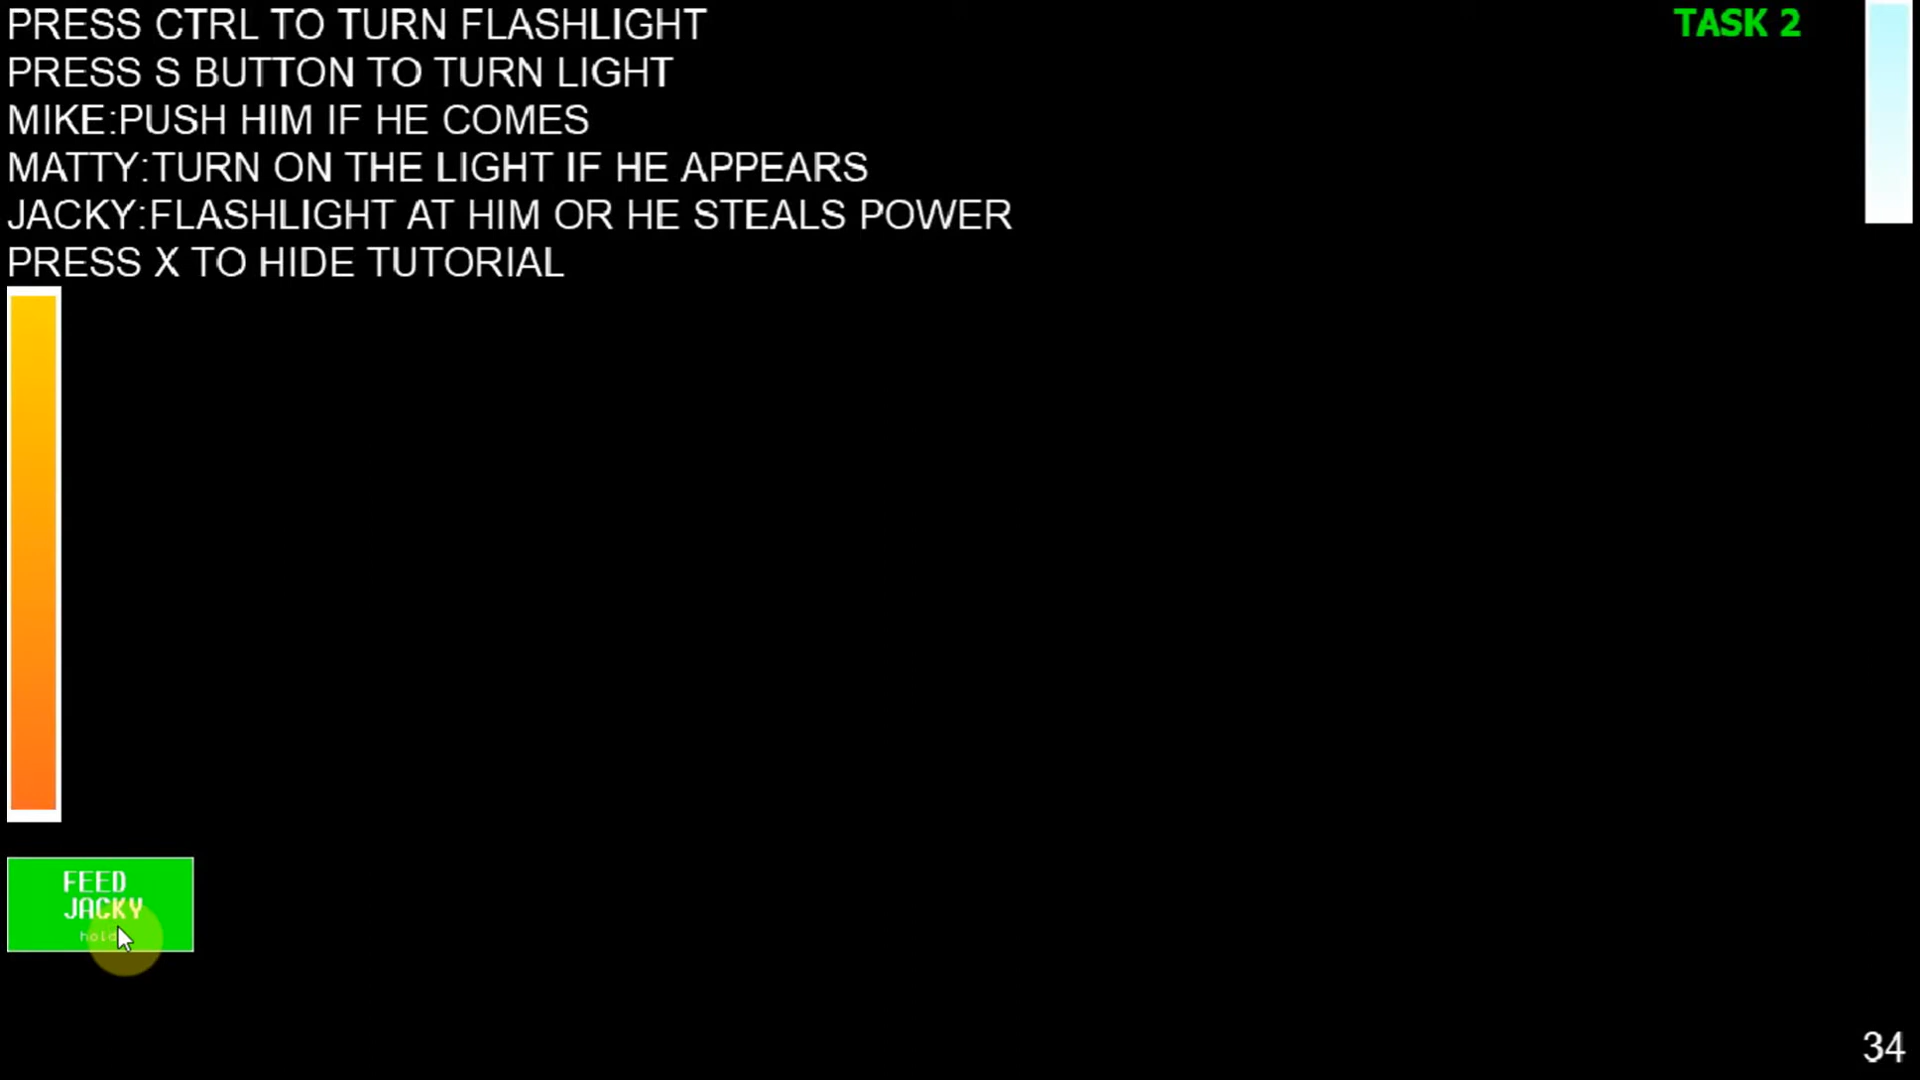 PRESS CTRL TO TURN FLASHLIGHT
TASK 2
PRESS S BUTTON TO TURN LIGHT
MIKE:PUSH HIM IF HE COMES
MATTY:TURN ON THE LIGHT IF HE APPEARS
JACKY:FLASHLIGHT AT HIM OR HE STEALS POWER
PRESS X TO HIDE TUTORIAL
FEED
JACKY
hold
34